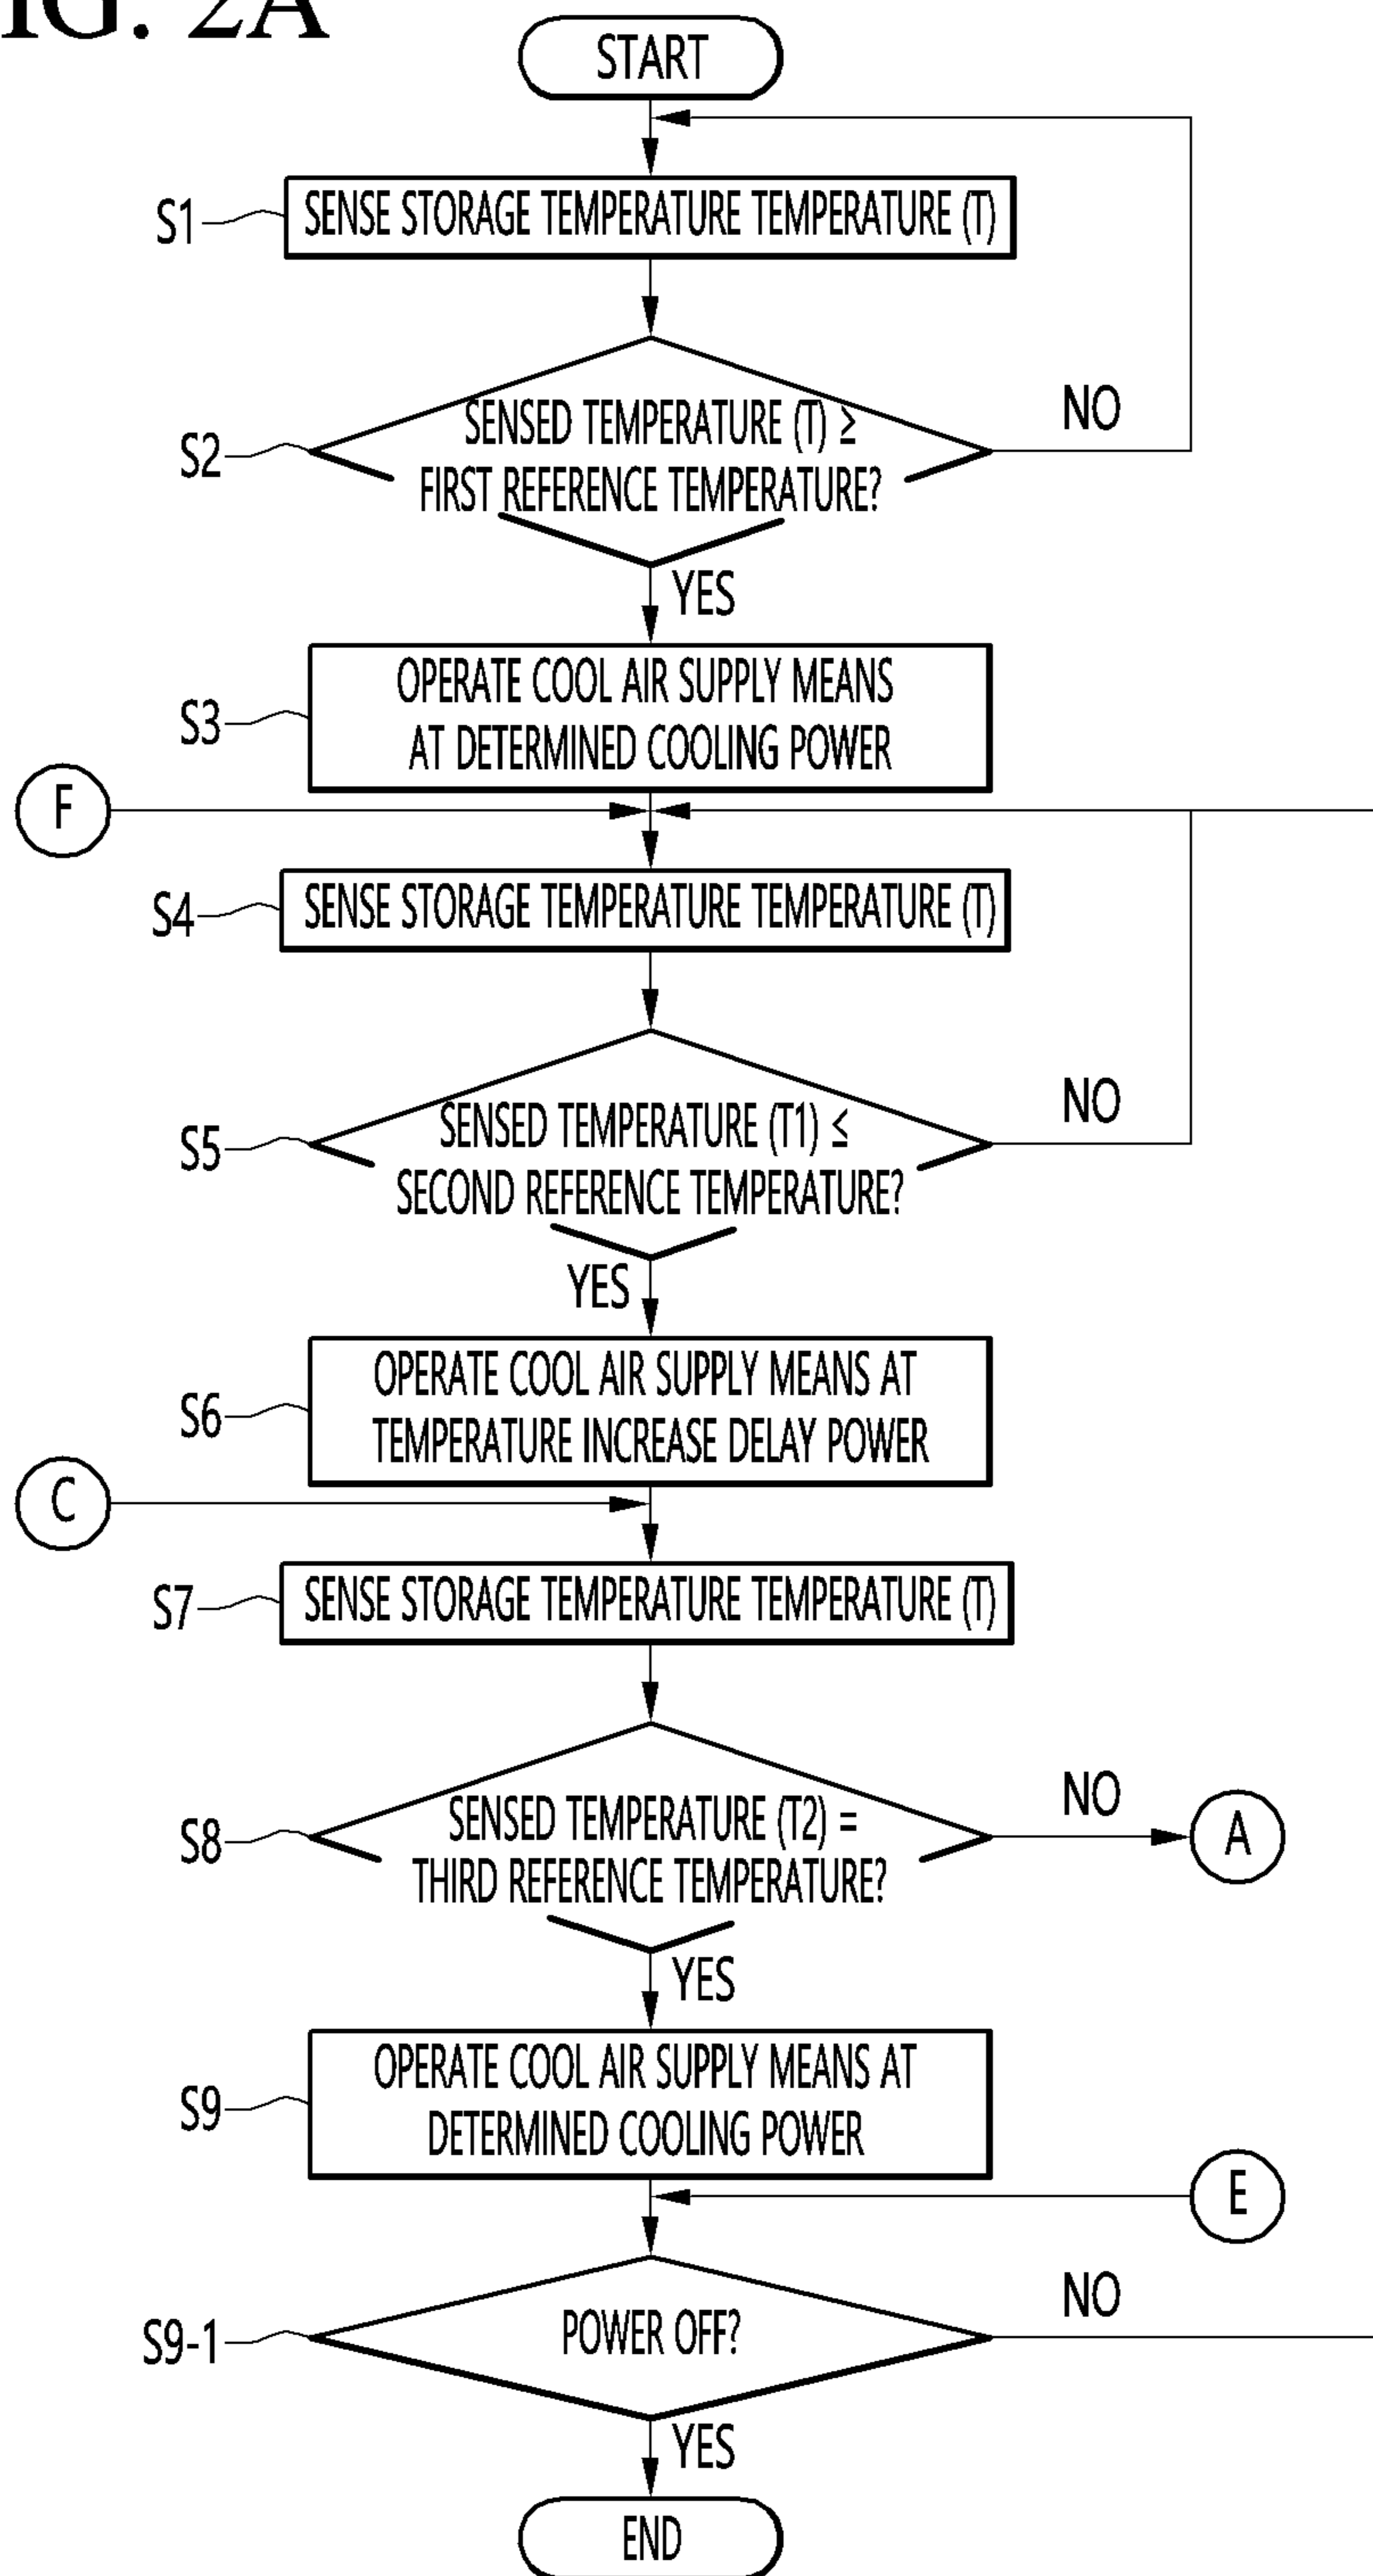 IG. 2A
START
S1
SENSE STORAGE TEMPERATURE TEMPERATURE (T)
S2
SENSED TEMPERATURE (T) ≥
FIRST REFERENCE TEMPERATURE?
NO
YES
S3
OPERATE COOL AIR SUPPLY MEANS
AT DETERMINED COOLING POWER
F
S4
SENSE STORAGE TEMPERATURE TEMPERATURE (T)
S5
SENSED TEMPERATURE (T1) ≤
SECOND REFERENCE TEMPERATURE?
NO
YES
S6
OPERATE COOL AIR SUPPLY MEANS AT
TEMPERATURE INCREASE DELAY POWER
C
S7
SENSE STORAGE TEMPERATURE TEMPERATURE (T)
S8
SENSED TEMPERATURE (T2) =
THIRD REFERENCE TEMPERATURE?
NO
A
YES
S9
OPERATE COOL AIR SUPPLY MEANS AT
DETERMINED COOLING POWER
E
S9-1
POWER OFF?
NO
YES
END